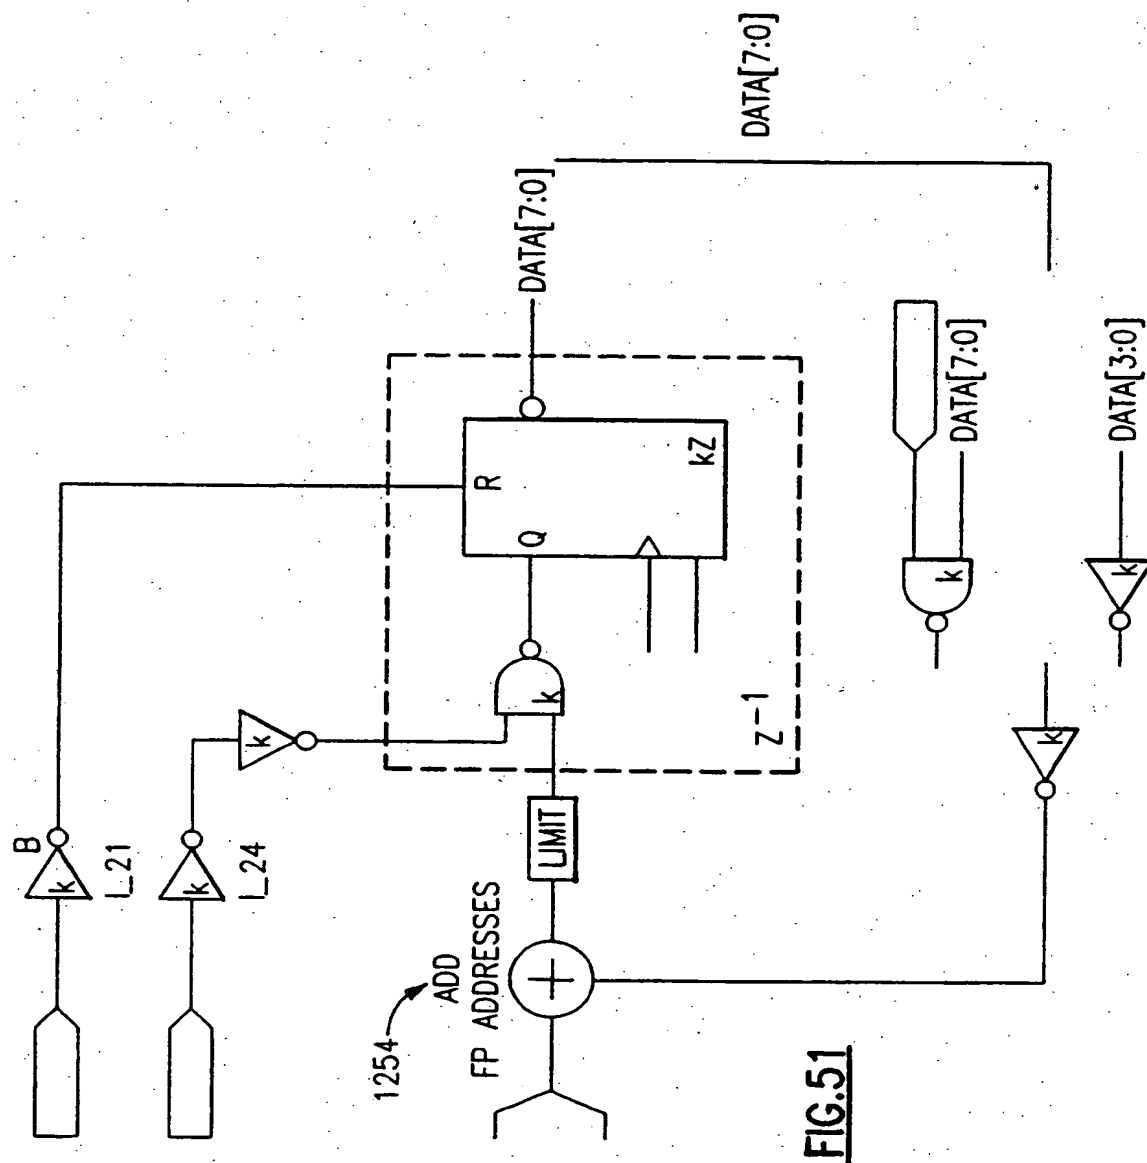 B
k
I_21
k
I_24
k
1254
ADD
FP ADDRESSES
+
LIMIT
k
Z-1
Q
R
kZ
DATA[7:0]
DATA[7:0]
k
DATA[7:0]
k
DATA[3:0]
k
FIG.51